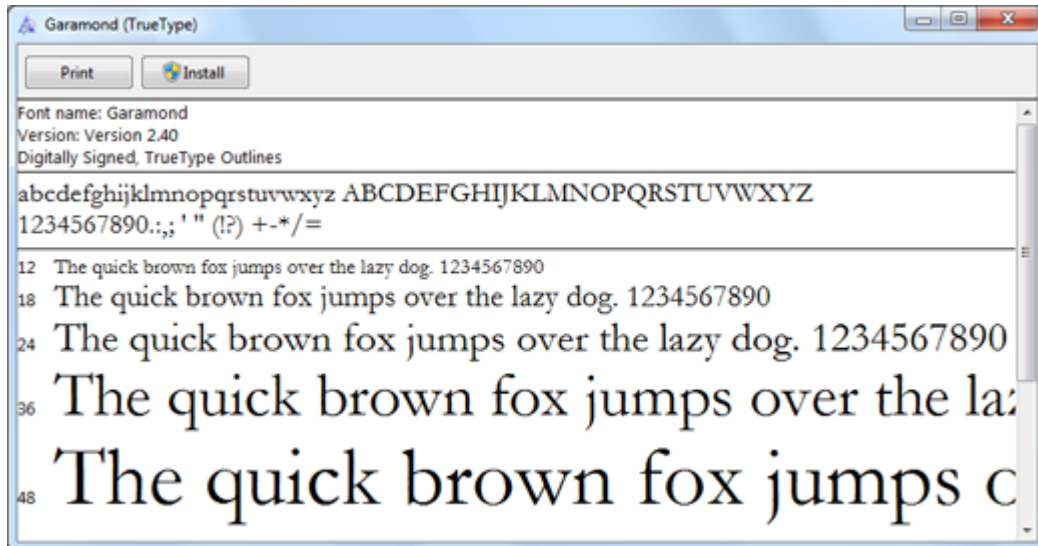 Garamond (TrueType)
Print Install
Font name: Garamond
Version: Version 2.40
Digitally Signed, TrueType Outlines
abcdefghijklmnopqrstuvwxyz ABCDEFGHIJKLMNOPQRSTUVWXYZ
1234567890.:,; ' " (!?) +-*/=
12 The quick brown fox jumps over the lazy dog. 1234567890
18 The quick brown fox jumps over the lazy dog. 1234567890
24 The quick brown fox jumps over the lazy dog. 1234567890
36 The quick brown fox jumps over the laz
48 The quick brown fox jumps o